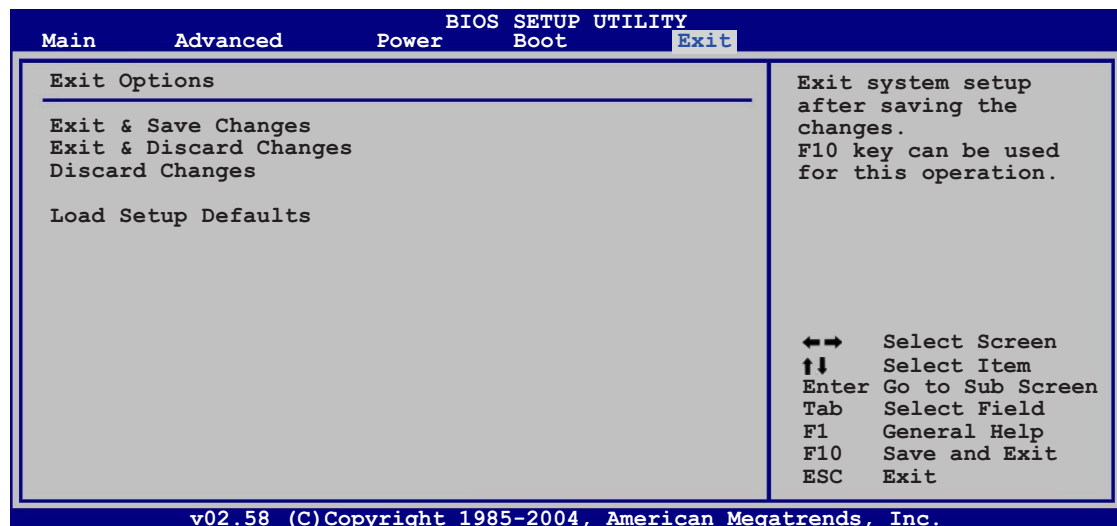 BIOS SETUP UTILITY
Main Advanced Power Boot Exit
Exit Options
Exit & Save Changes
Exit & Discard Changes
Discard Changes
Load Setup Defaults
Exit system setup
after saving the
changes.
F10 key can be used
for this operation.
←→ Select Screen
↑↓ Select Item
Enter Go to Sub Screen
Tab Select Field
F1 General Help
F10 Save and Exit
ESC Exit
v02.58 (C)Copyright 1985-2004, American Megatrends, Inc.